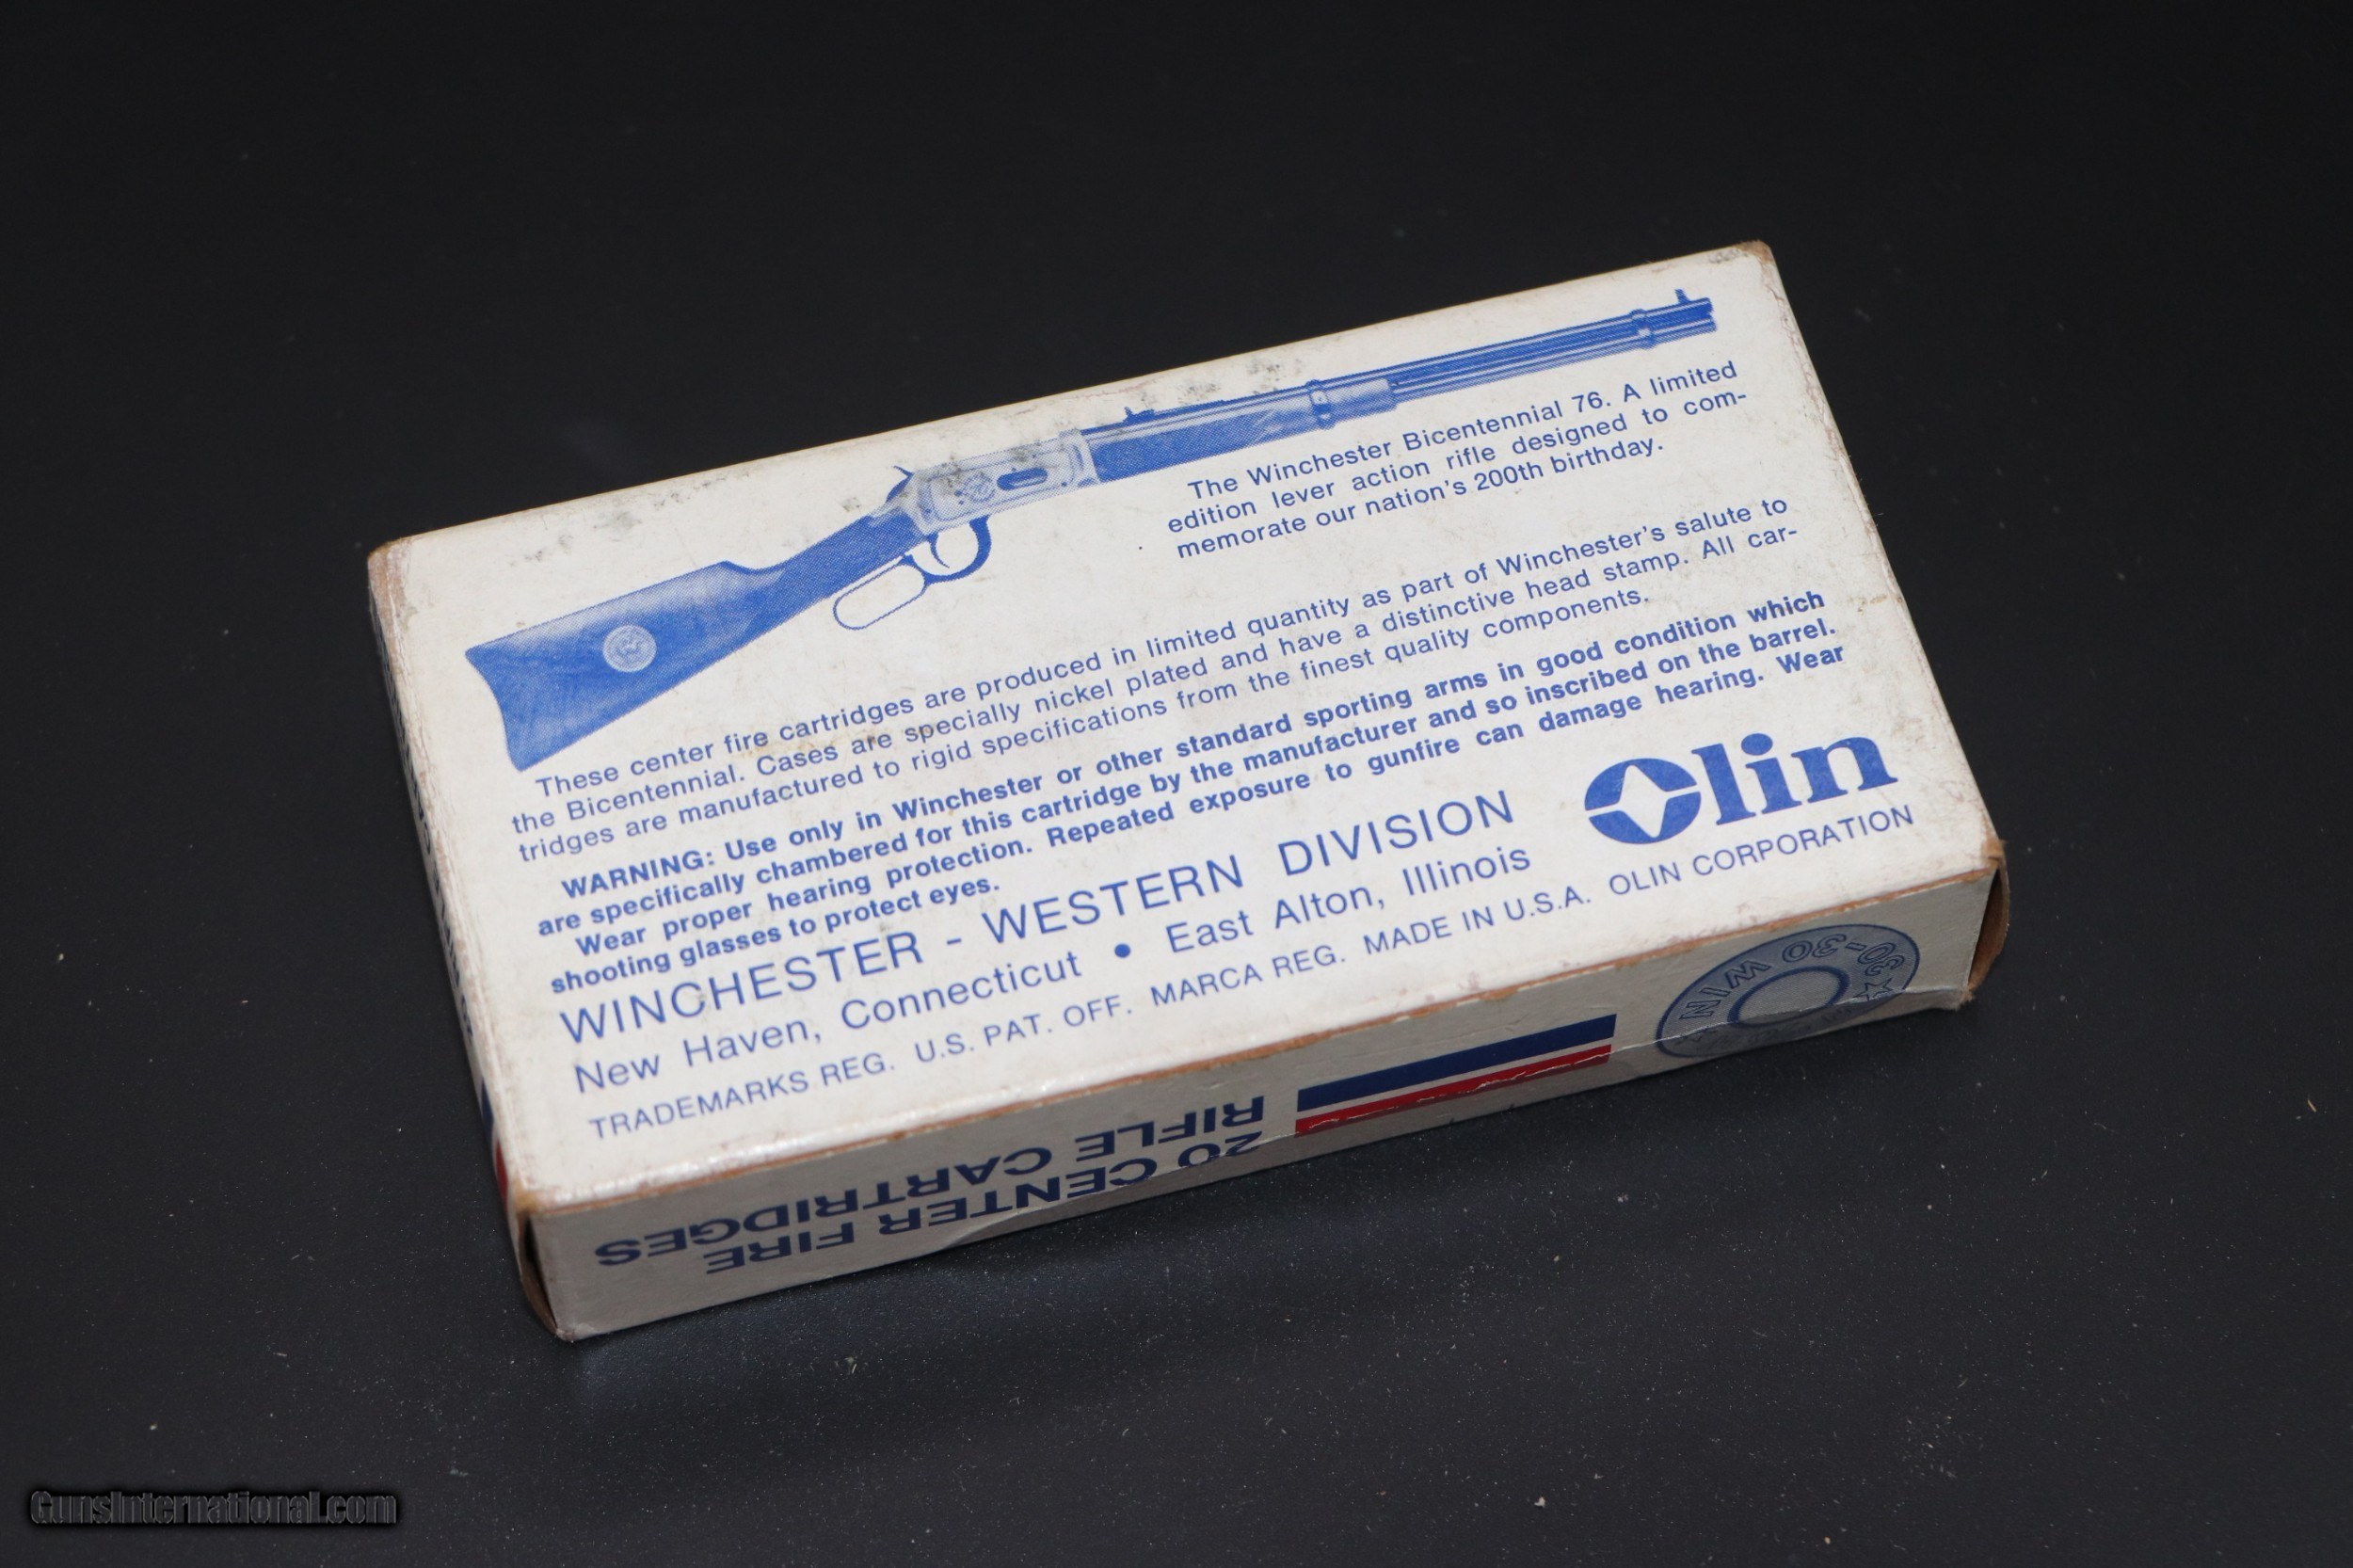 The Winchester Bicentennial 76. A limited
edition lever action rifle designed to com-
memorate our nation's 200th birthday.
These center fire cartridges are produced in limited quantity as part of Winchester's salute to
the Bicentennial. Cases are specially nickel plated and have a distinctive head stamp. All car-
tridges are manufactured to rigid specifications from the finest quality components.
WARNING: Use only in Winchester or other standard sporting arms in good condition which
are specifically chambered for this cartridge by the manufacturer and so inscribed on the barrel.
Wear proper hearing protection. Repeated exposure to gunfire can damage hearing. Wear
shooting glasses to protect eyes.
WINCHESTER - WESTERN DIVISION
New Haven, Connecticut • East Alton, Illinois
Olin
TRADEMARKS REG. U.S. PAT. OFF. MARCA REG. MADE IN U.S.A. OLIN CORPORATION
20 CENTER FIRE
RIFLE CARTRIDGES
30-30 WIN
GunsInternational.com